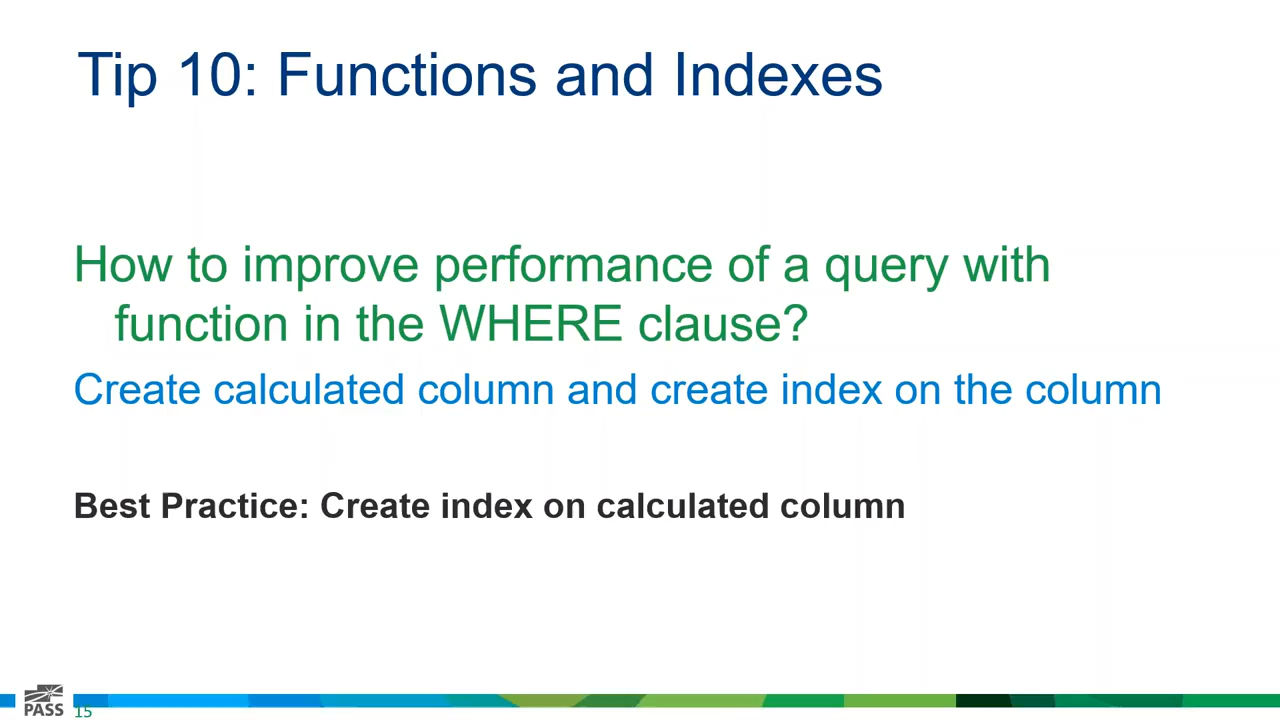 Tip 10: Functions and Indexes
How to improve performance of a query with
function in the WHERE clause?
Create calculated column and create index on the column
Best Practice: Create index on calculated column
PASS
15